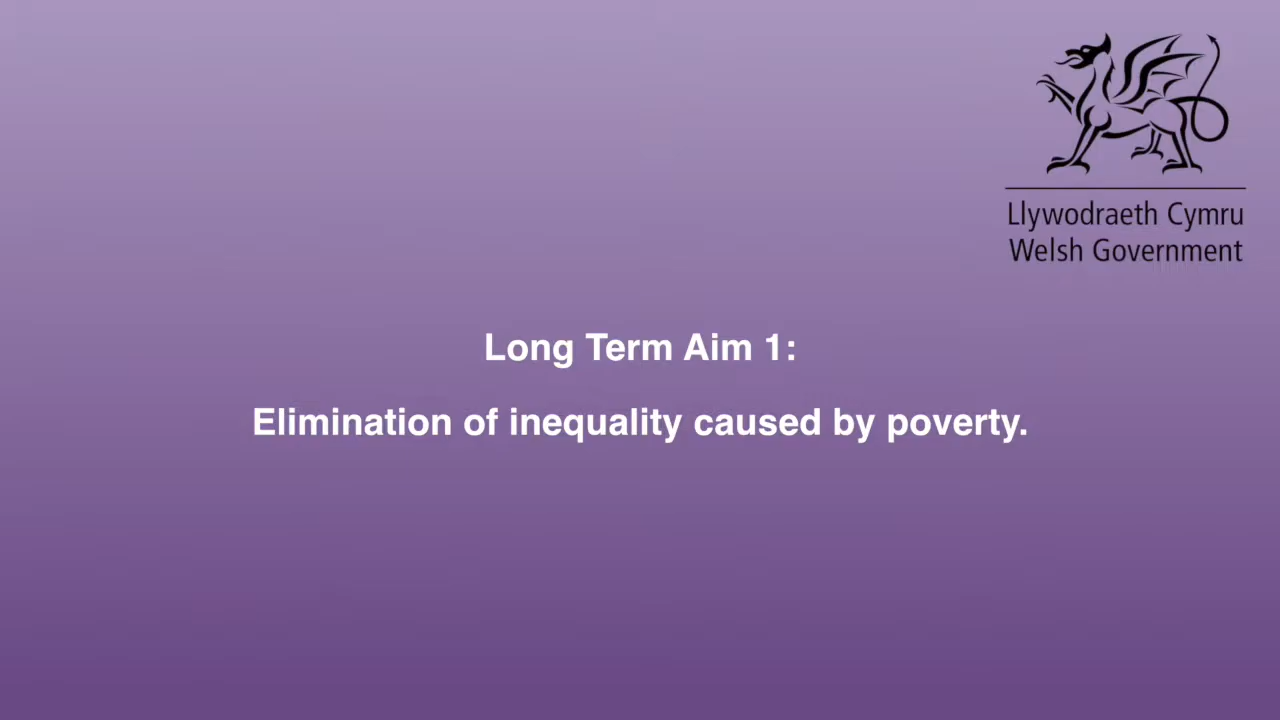 Llywodraeth Cymru
Welsh Government
Long Term Aim 1:
Elimination of inequality caused by poverty.